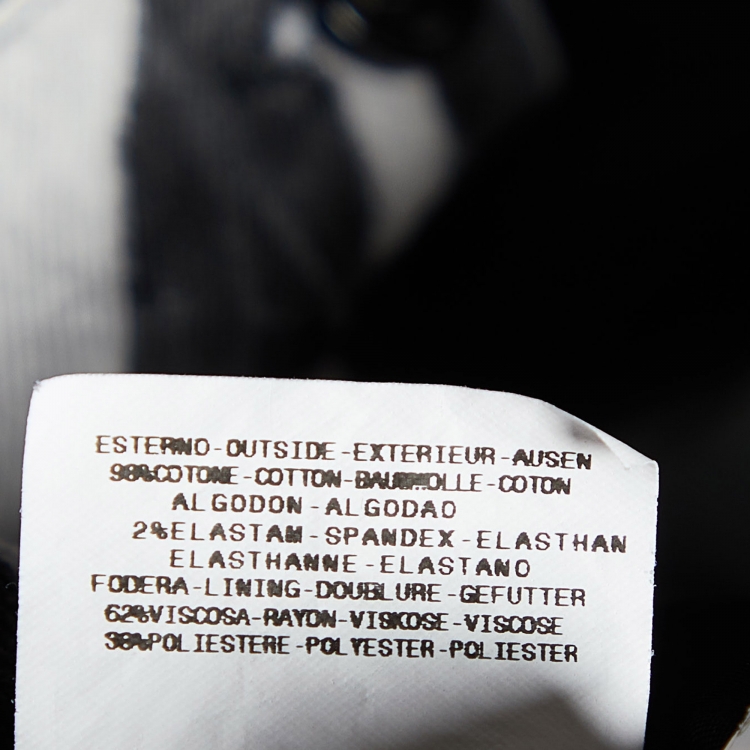 ESTERNO-OUTSIDE-EXTERIEUR-AUSEN
98%COTONE-COTTON-BAUMWOLLE-COTON
ALGODON-ALGODAO
2%ELASTAM-SPANDEX-ELASTHAN
ELASTHANNE-ELASTANO
FODERA-LINING-DOUBLURE-GEFUTTER
62%VISCOSA-RAYON-VISKOSE-VISCOSE
38%POLIESTERE-POLYESTER-POLIESTER